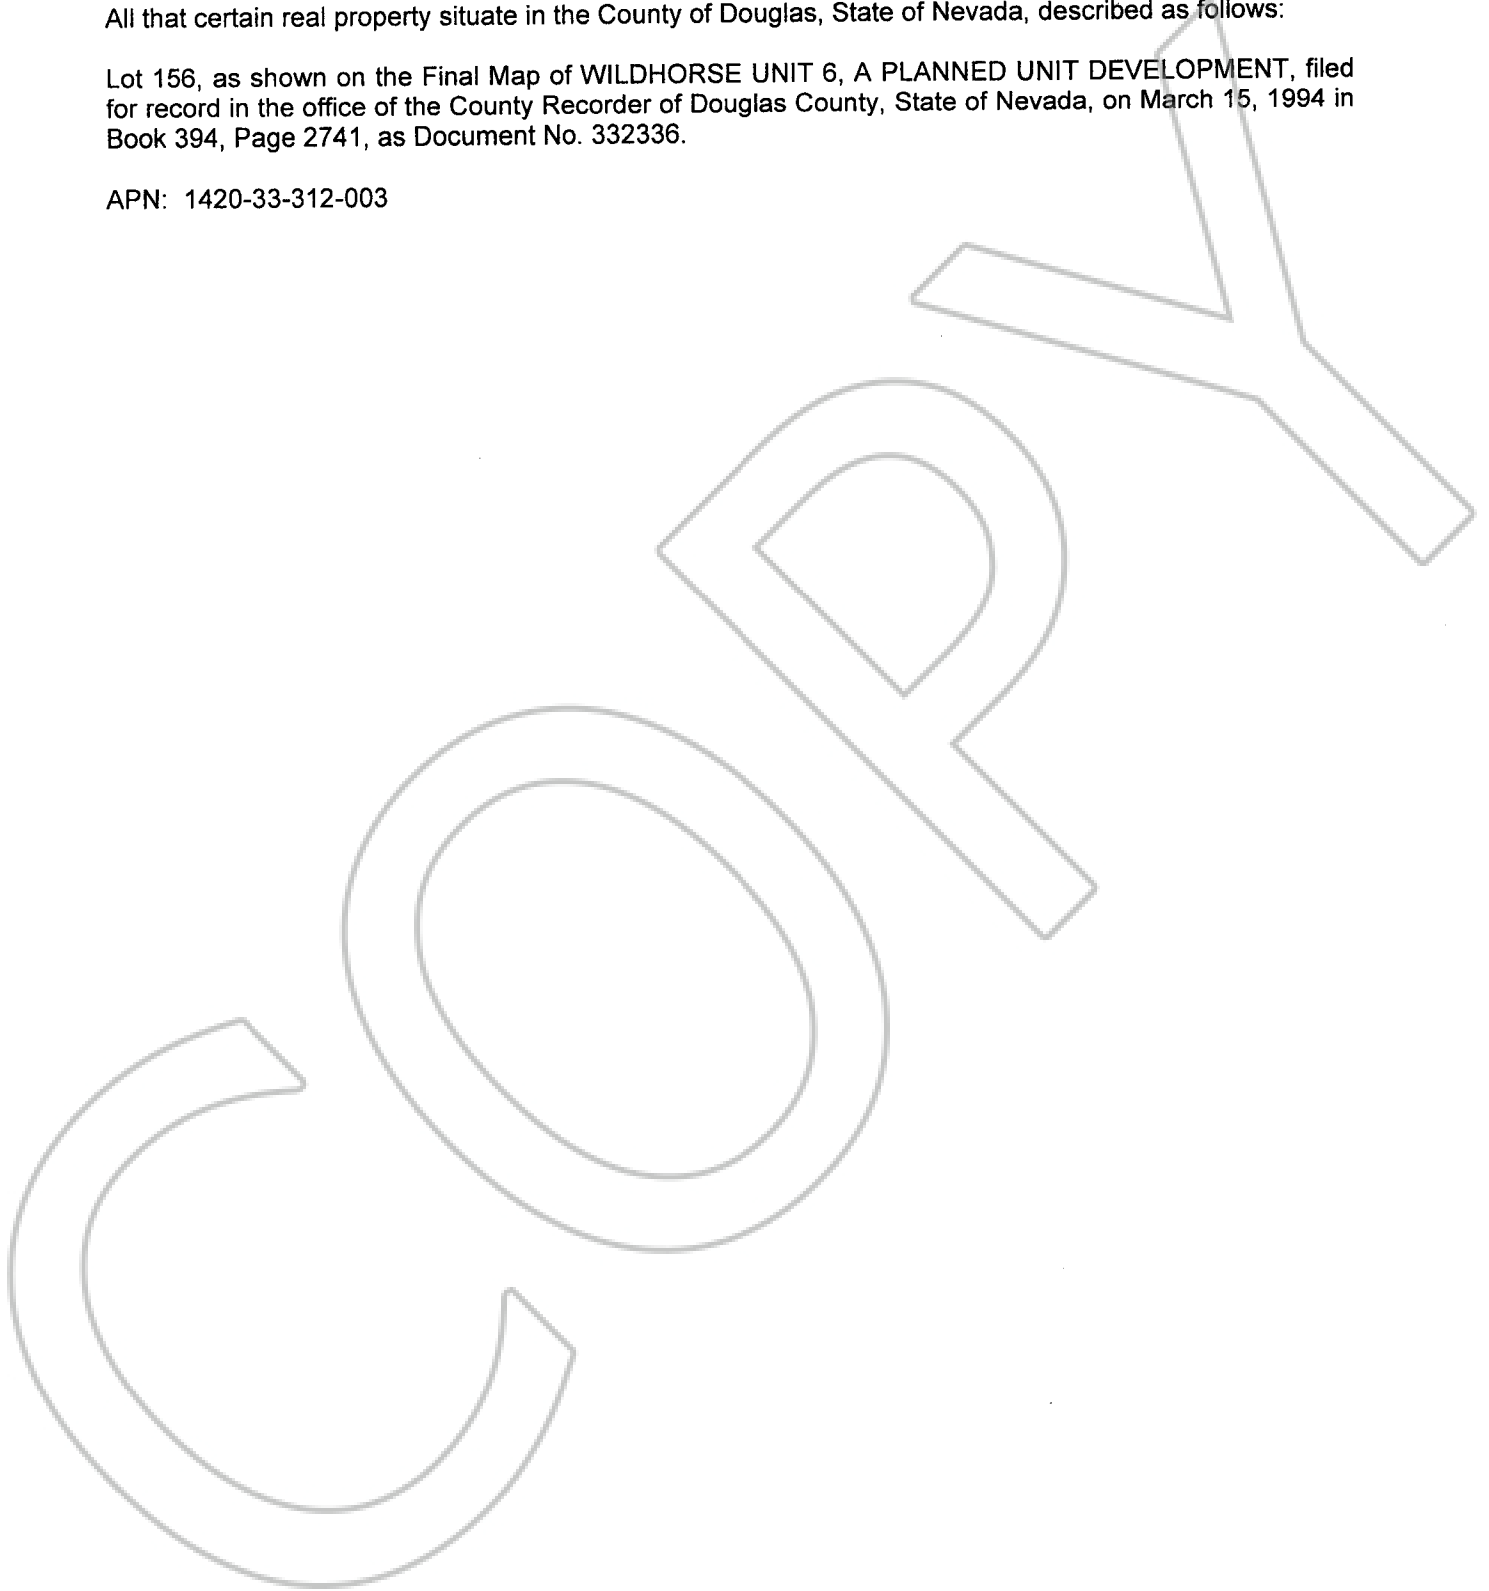 All that certain real property situate in the County of Douglas, State of Nevada, described as follows:
Lot 156, as shown on the Final Map of WILDHORSE UNIT 6, A PLANNED UNIT DEVELOPMENT, filed
for record in the office of the County Recorder of Douglas County, State of Nevada, on March 15, 1994 in
Book 394, Page 2741, as Document No. 332336.
APN: 1420-33-312-003
COPY